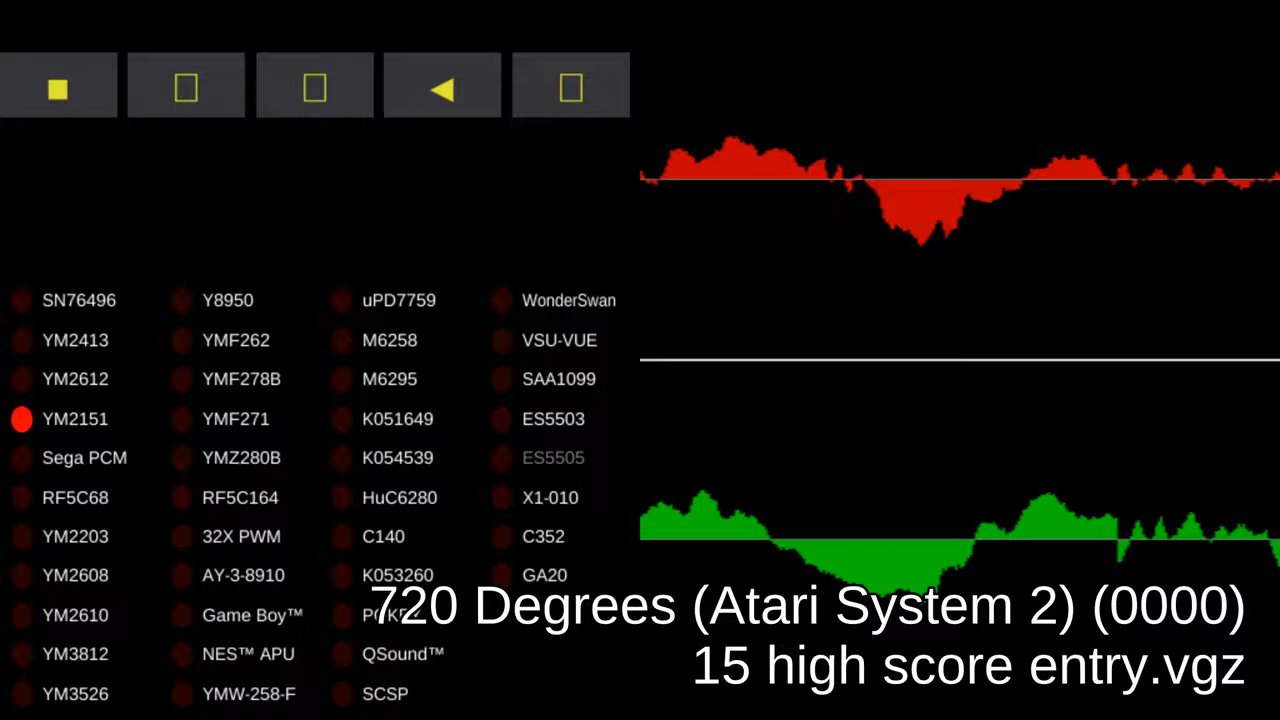 SN76496 Y8950 uPD7759 WonderSwan
YM2413 YMF262 M6258 VSU-VUE
YM2612 YMF278B M6295 SAA1099
YM2151 YMF271 K051649 ES5503
Sega PCM YMZ280B K054539 ES5505
RF5C68 RF5C164 HuC6280 X1-010
YM2203 32X PWM C140 C352
YM2608 AY-3-8910 K053260 GA20
YM2610 Game Boy™
720 Degrees (Atari System 2) (0000)
YM3812 NES™ APU QSound™
15 high score entry.vgz
YM3526 YMW-258-F SCSP